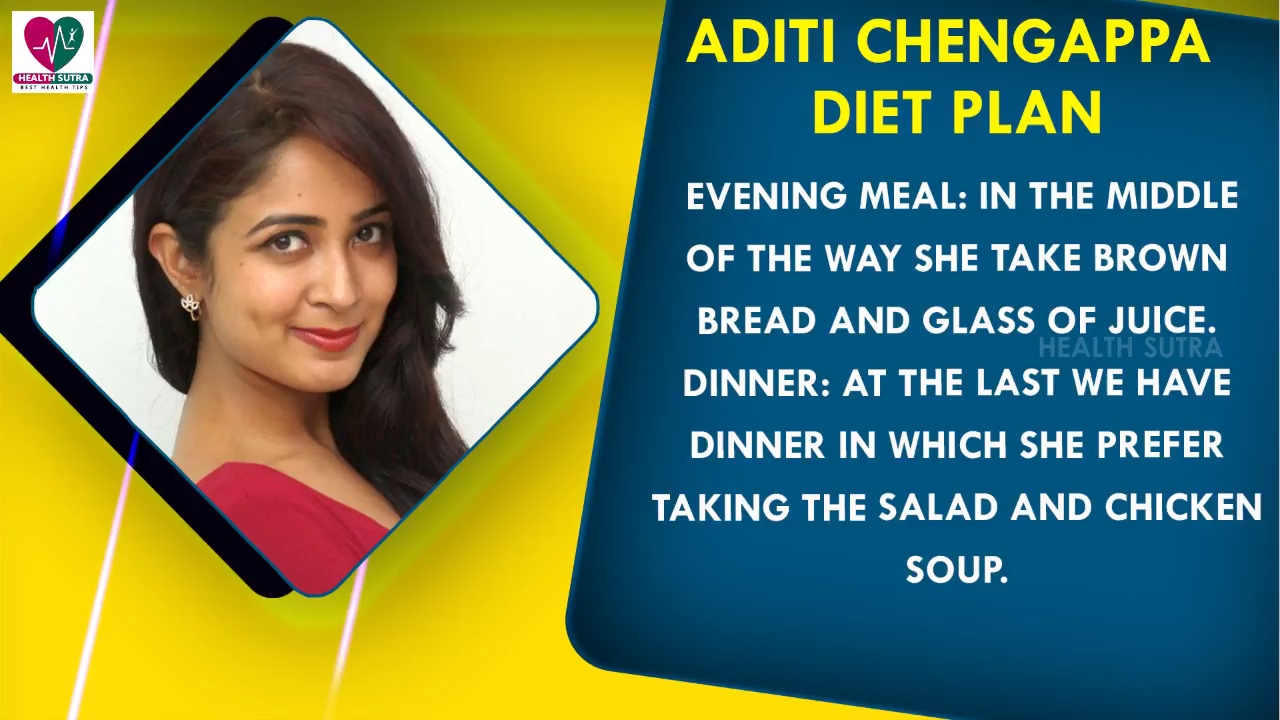 HEALTH SUTRA
BEST HEALTH TIPS
ADITI CHENGAPPA
DIET PLAN
EVENING MEAL: IN THE MIDDLE
OF THE WAY SHE TAKE BROWN
BREAD AND GLASS OF JUICE.
HEALTH SUTRA
DINNER: AT THE LAST WE HAVE
DINNER IN WHICH SHE PREFER
TAKING THE SALAD AND CHICKEN
SOUP.